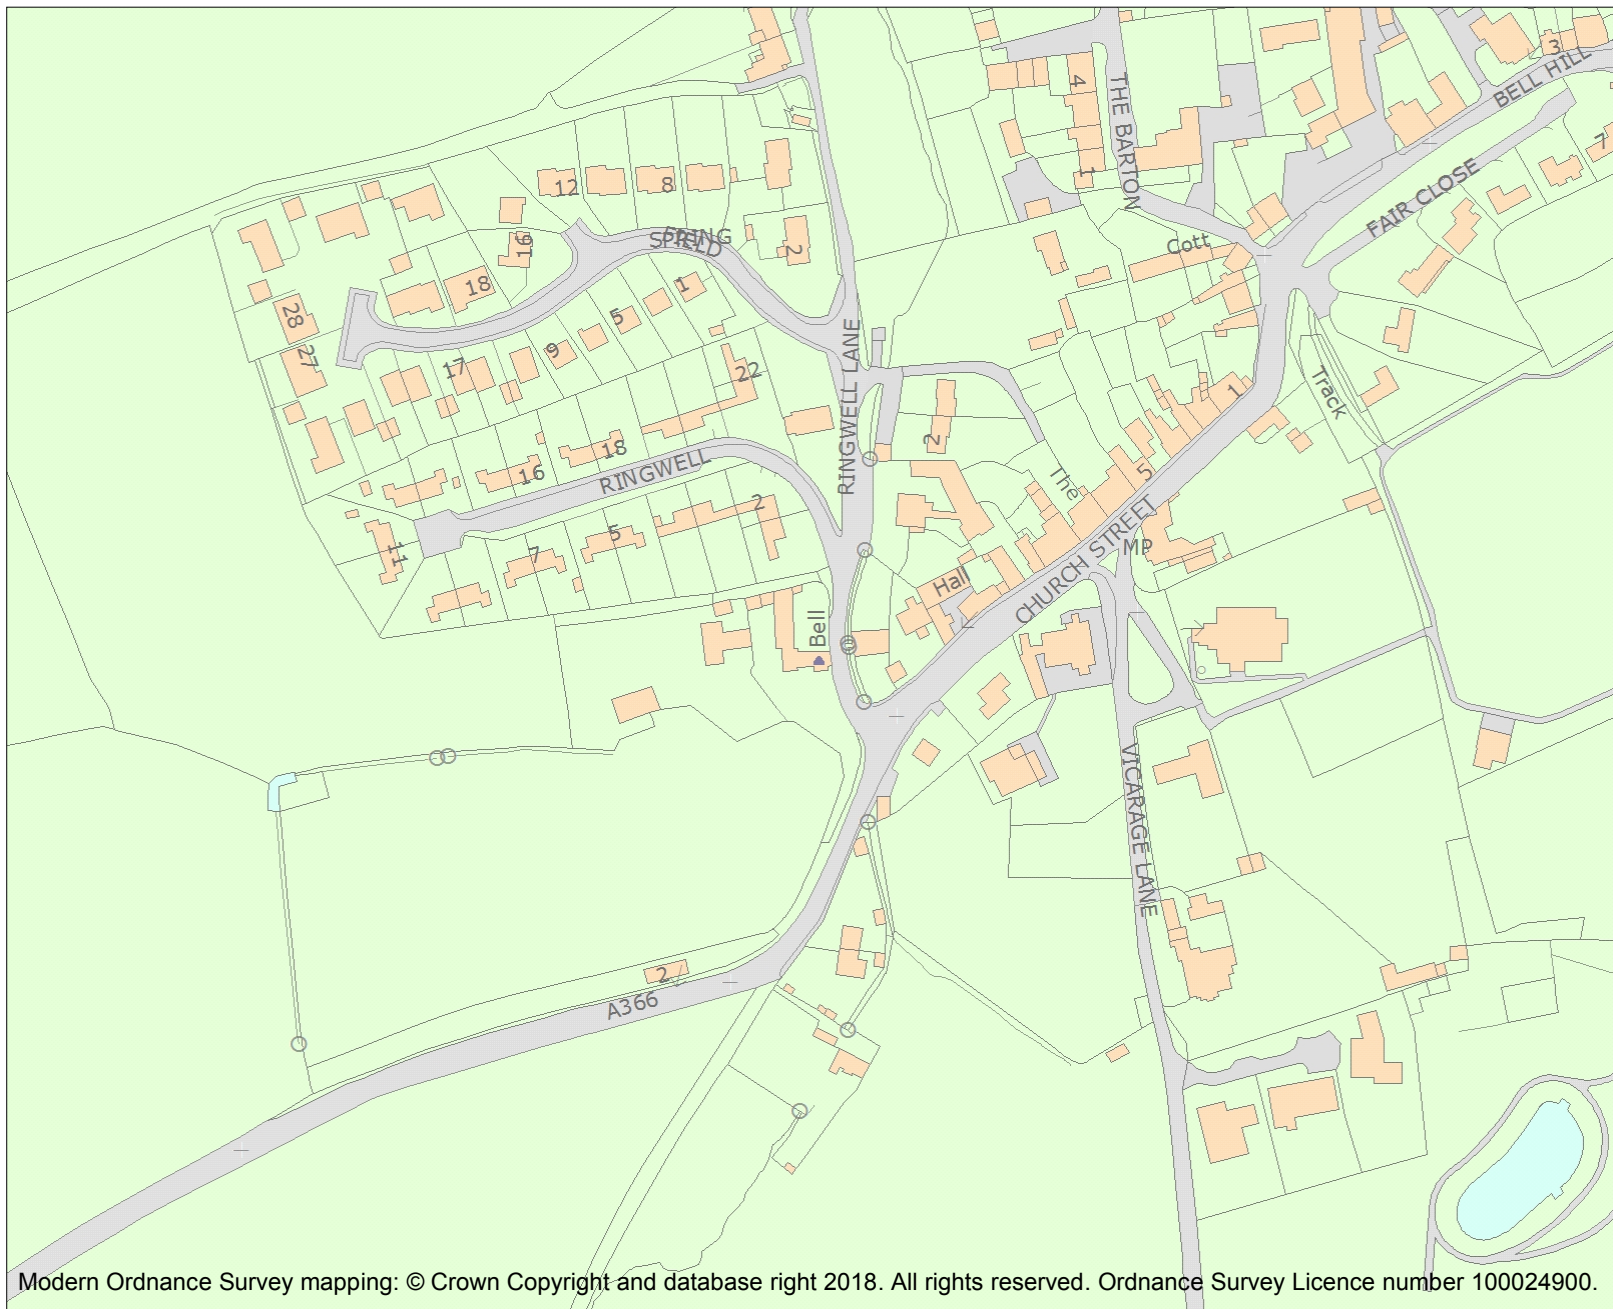 3
BELL HILL
4
THE BARTON
7
1
FAIR CLOSE
12
8
16
SPRING
FIELD
2
Cott
18
1
28
5
27
9
17
22
RINGWELL LANE
Track
1
2
18
16
RINGWELL
The
5
2
CHURCH STREET
MP
11
7
5
Hall
Bell
VICARAGE LANE
2
A366
Modern Ordnance Survey mapping: © Crown Copyright and database right 2018. All rights reserved. Ordnance Survey Licence number 100024900.